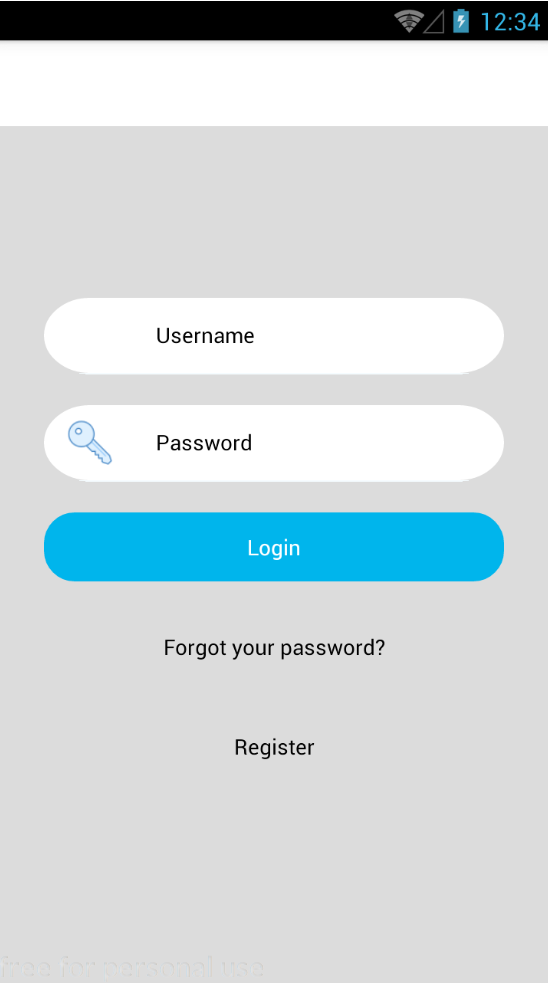 12:34
Username
Password
Login
Forgot your password?
Register
free for personal use